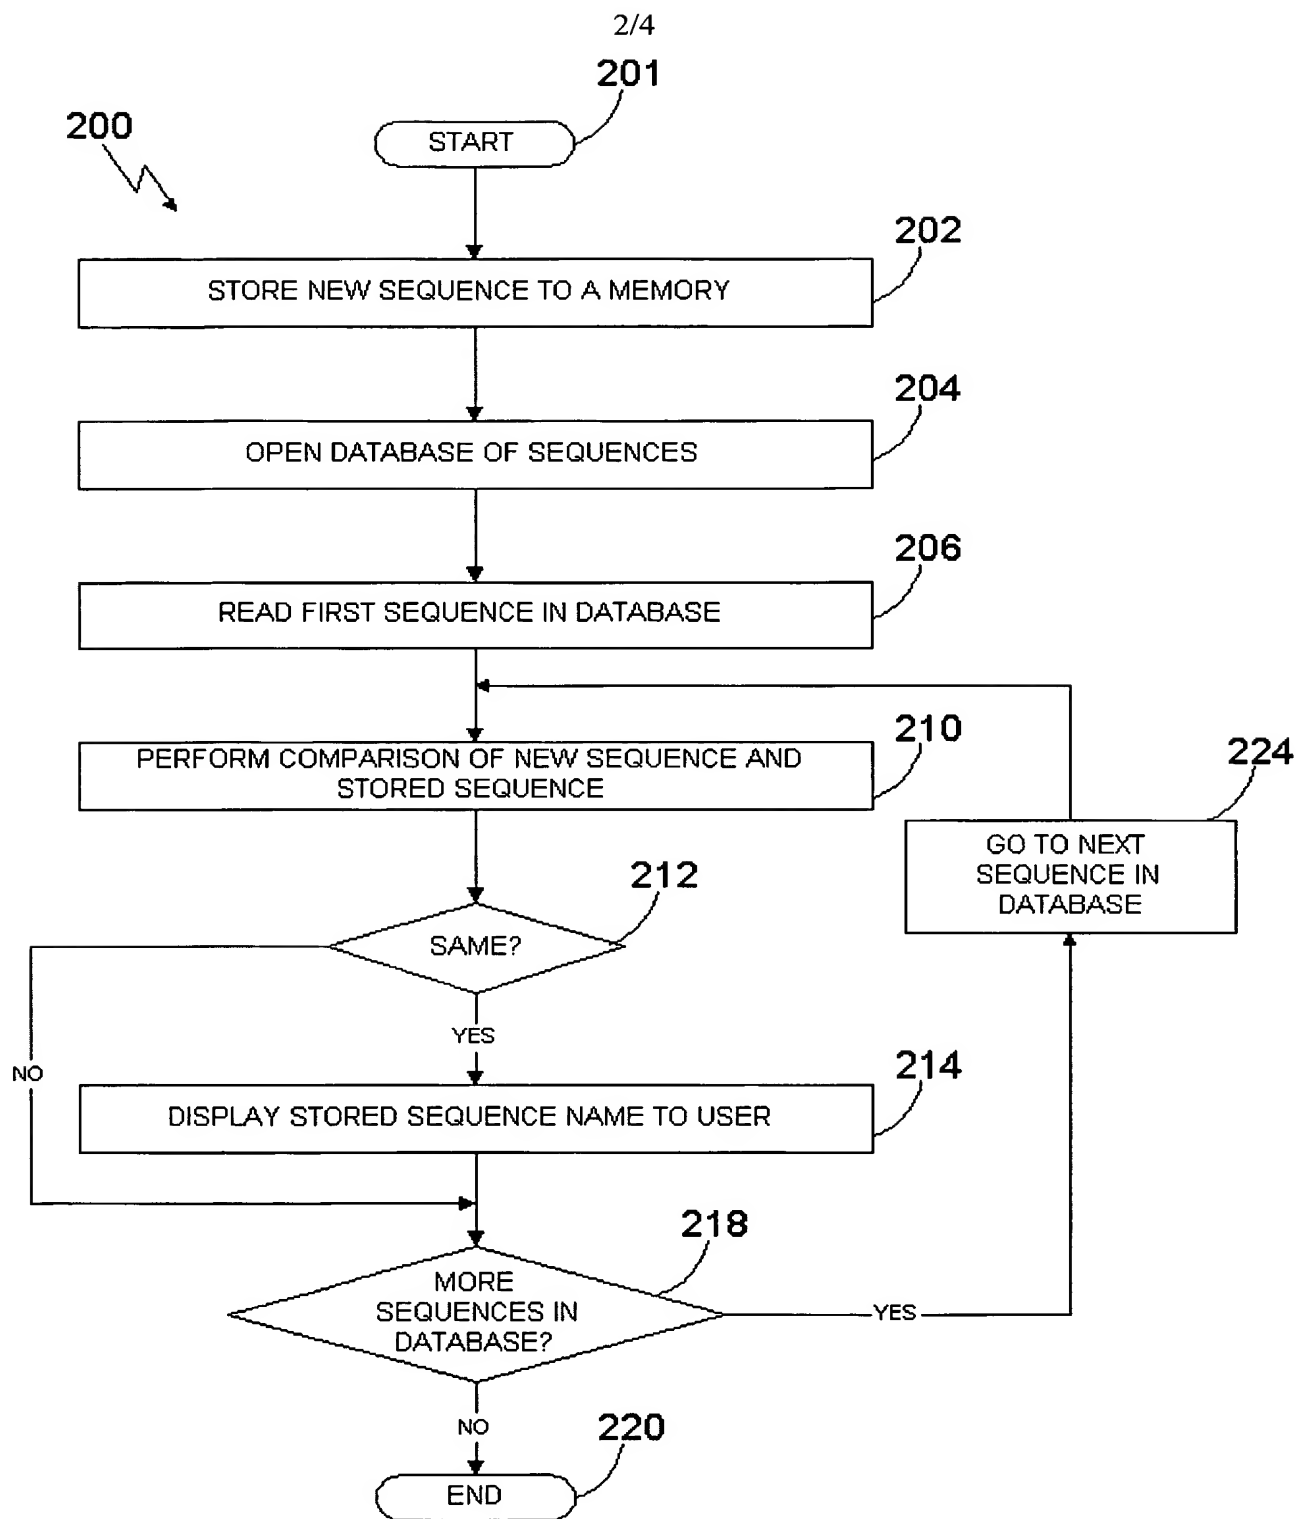 2/4
201
200
START
202
STORE NEW SEQUENCE TO A MEMORY
204
OPEN DATABASE OF SEQUENCES
206
READ FIRST SEQUENCE IN DATABASE
210
PERFORM COMPARISON OF NEW SEQUENCE AND
STORED SEQUENCE
224
GO TO NEXT
SEQUENCE IN
DATABASE
212
SAME?
YES
NO
214
DISPLAY STORED SEQUENCE NAME TO USER
218
MORE
SEQUENCES IN
DATABASE?
YES
NO
220
END